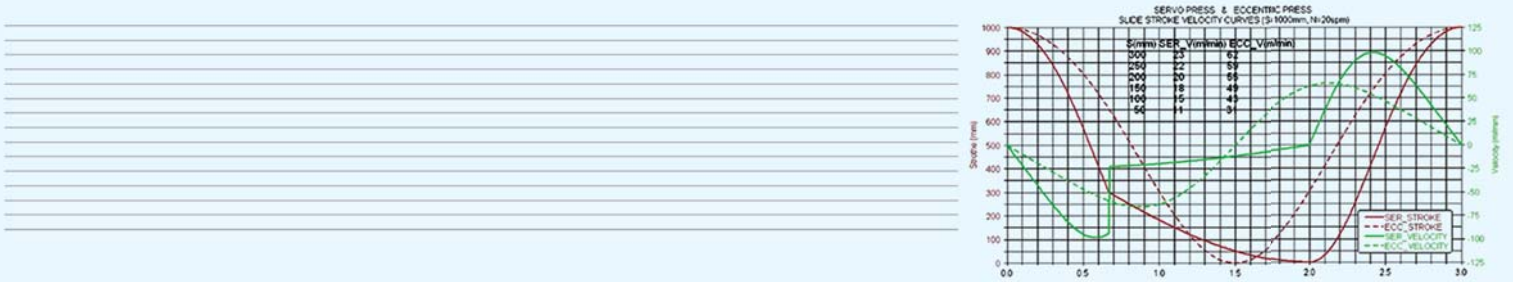 SERVO PRESS & ECCENTRIC PRESS
SLIDE STROKE VELOCITY CURVES (S:1000mm, N:20spm)
S(mm) SER_V(m/min) ECC_V(m/min)
300 23 62
250 22 59
200 20 55
150 18 49
100 15 43
50 11 31
1000
900
800
700
600
500
400
300
200
100
0
Stroke (mm)
125
100
75
50
25
0
-25
-50
-75
-100
-125
Velocity (m/min)
SER_STROKE
ECC_STROKE
SER_VELOCITY
ECC_VELOCITY
0.0 0.5 1.0 1.5 2.0 2.5 3.0